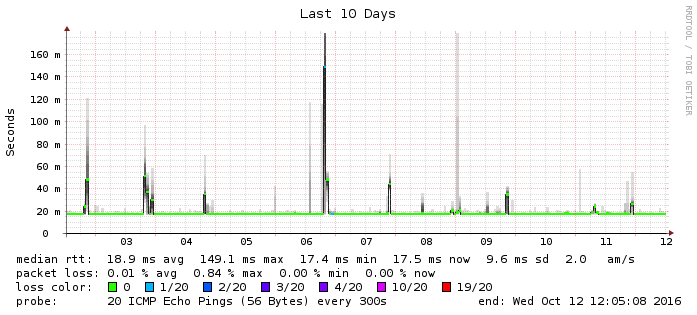 Last 10 Days
RRDTOOL / TOBI OETIKER
Seconds
160 m
140 m
120 m
100 m
80 m
60 m
40 m
20 m
0
03 04 05 06 07 08 09 10 11 12
median rtt: 18.9 ms avg 149.1 ms max 17.4 ms min 17.5 ms now 9.6 ms sd 2.0 am/s
packet loss: 0.01 % avg 0.84 % max 0.00 % min 0.00 % now
loss color: 0 1/20 2/20 3/20 4/20 10/20 19/20
probe: 20 ICMP Echo Pings (56 Bytes) every 300s end: Wed Oct 12 12:05:08 2016